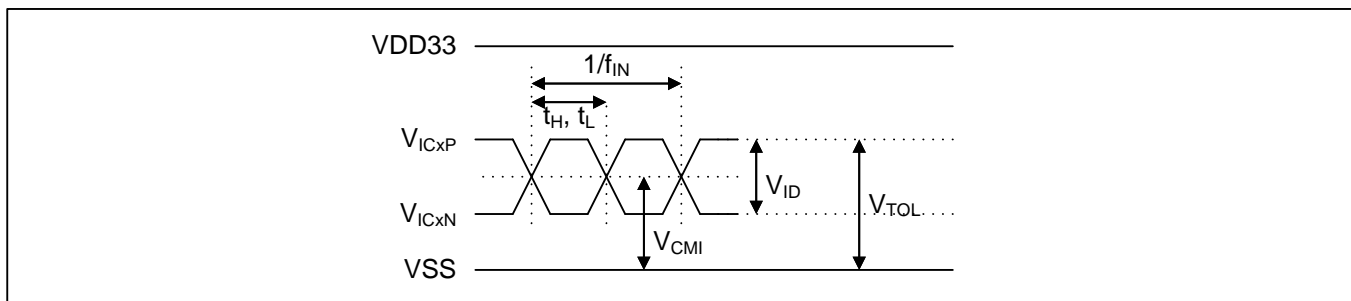 VDD33
1/fIN
tH, tL
VICxP
VID
VTOL
VICxN
VCMI
VSS